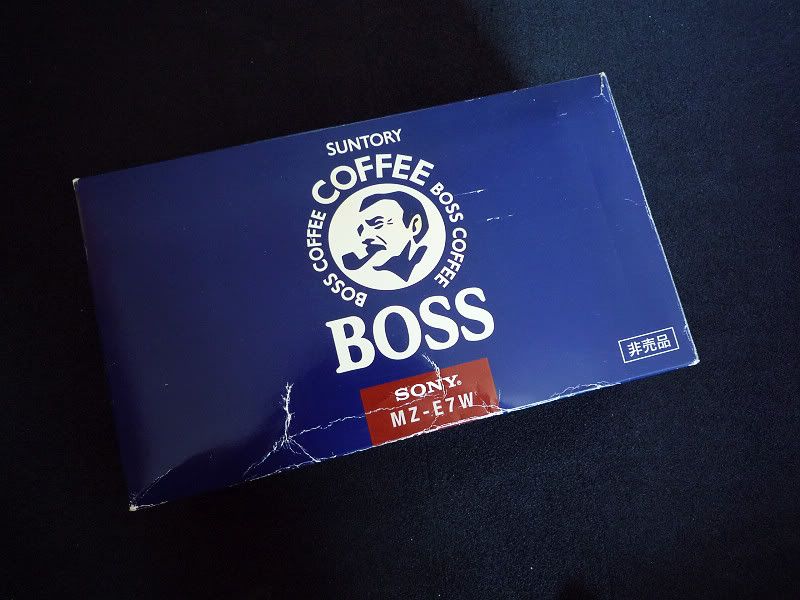 SUNTORY
COFFEE
BOSS COFFEE
BOSS COFFEE
BOSS
SONY®
MZ-E7W
非売品